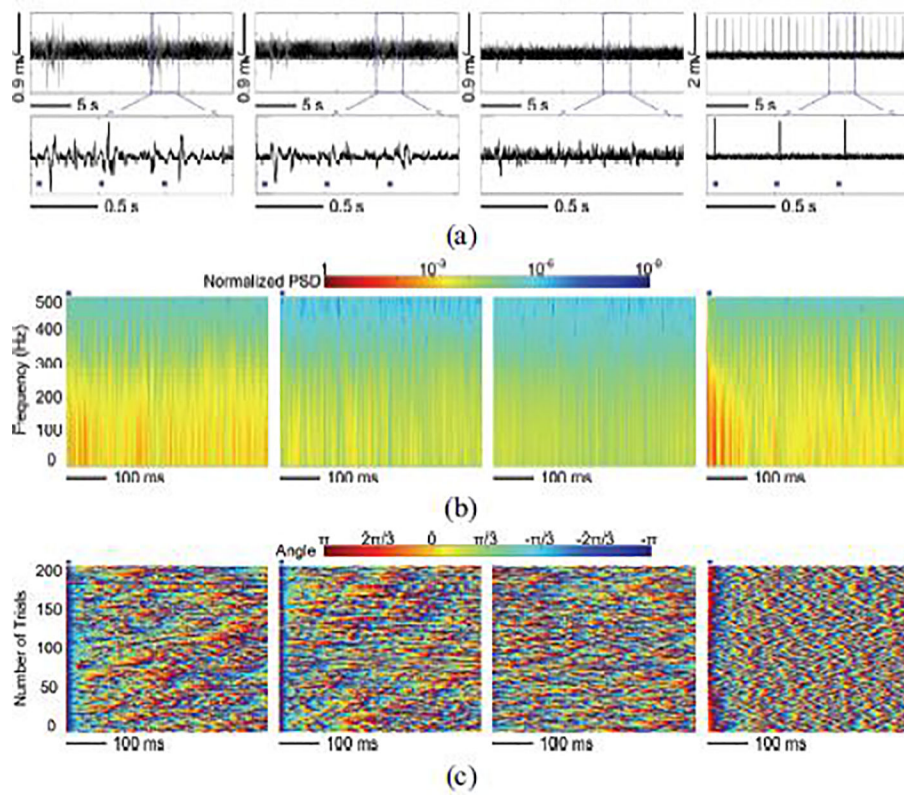 0.9 mv 0.9 mv 0.9 mv 2 mv
5 s 5 s 5 s 5 s
0.5 s 0.5 s 0.5 s 0.5 s
(a)
Normalized PSD 1 10⁻³ 10⁻⁶ 10⁻⁹
Frequency (Hz)
500
400
300
200
100
0
100 ms 100 ms 100 ms 100 ms
(b)
Angle π 2π/3 0 π/3 -π/3 -2π/3 -π
Number of Trials
200
150
100
50
0
100 ms 100 ms 100 ms 100 ms
(c)